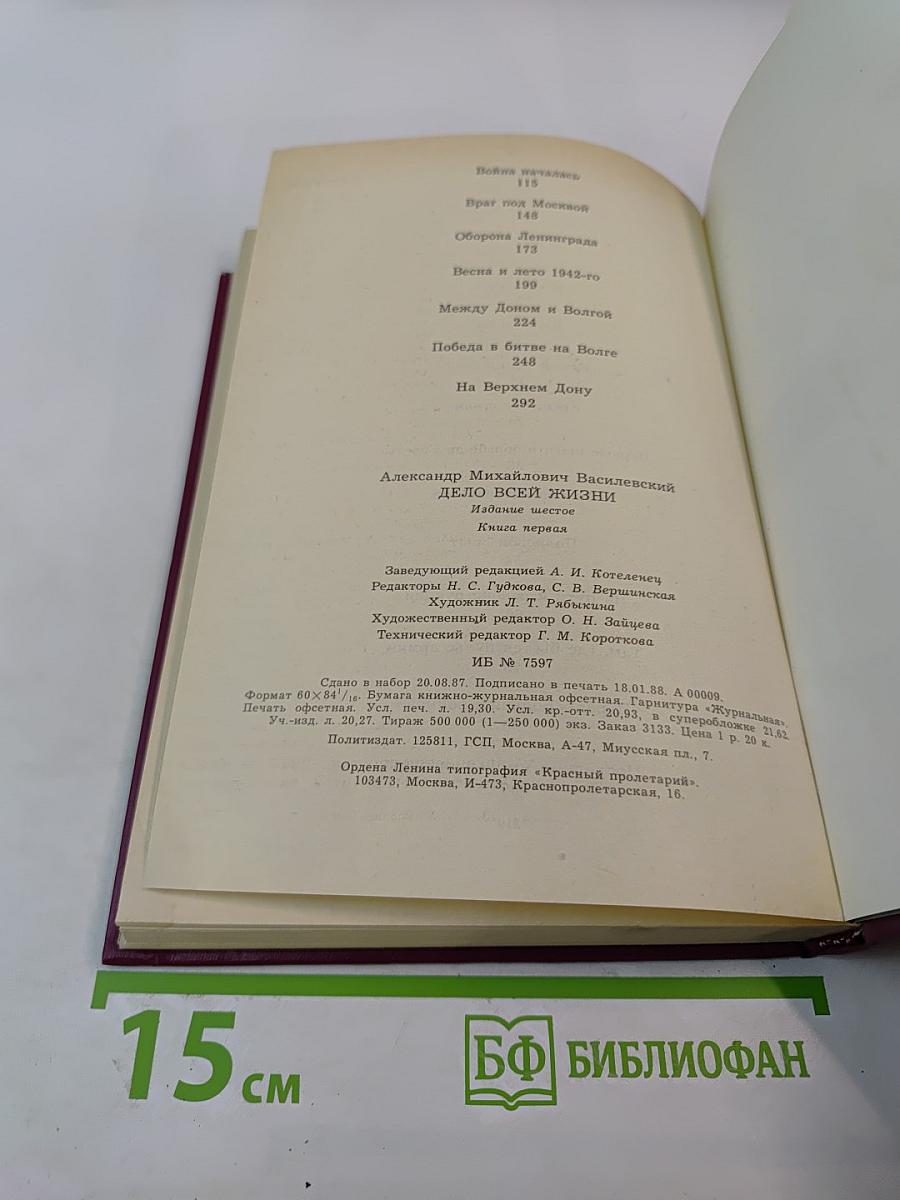 Война началась
115
Враг под Москвой
148
Оборона Ленинграда
173
Весна и лето 1942-го
199
Между Доном и Волгой
224
Победа в битве на Волге
248
На Верхнем Дону
292
Александр Михайлович Василевский
ДЕЛО ВСЕЙ ЖИЗНИ
Издание шестое
Книга первая
Заведующий редакцией А. И. Котеленец
Редакторы Н. С. Гудкова, С. В. Вершинская
Художник Л. Т. Рябыкина
Художественный редактор О. Н. Зайцева
Технический редактор Г. М. Короткова
ИБ № 7597
Сдано в набор 20.08.87. Подписано в печать 18.01.88. А 00009.
Формат 60×84¹/₁₆. Бумага книжно-журнальная офсетная. Гарнитура «Журнальная».
Печать офсетная. Усл. печ. л. 19,30. Усл. кр.-отт. 20,93, в суперобложке 21,62.
Уч.-изд. л. 20,27. Тираж 500 000 (1—250 000) экз. Заказ 3133. Цена 1 р. 20 к.
Политиздат. 125811, ГСП, Москва, А-47, Миусская пл., 7.
Ордена Ленина типография «Красный пролетарий».
103473, Москва, И-473, Краснопролетарская, 16.
15 см
БФ БИБЛИОФАН